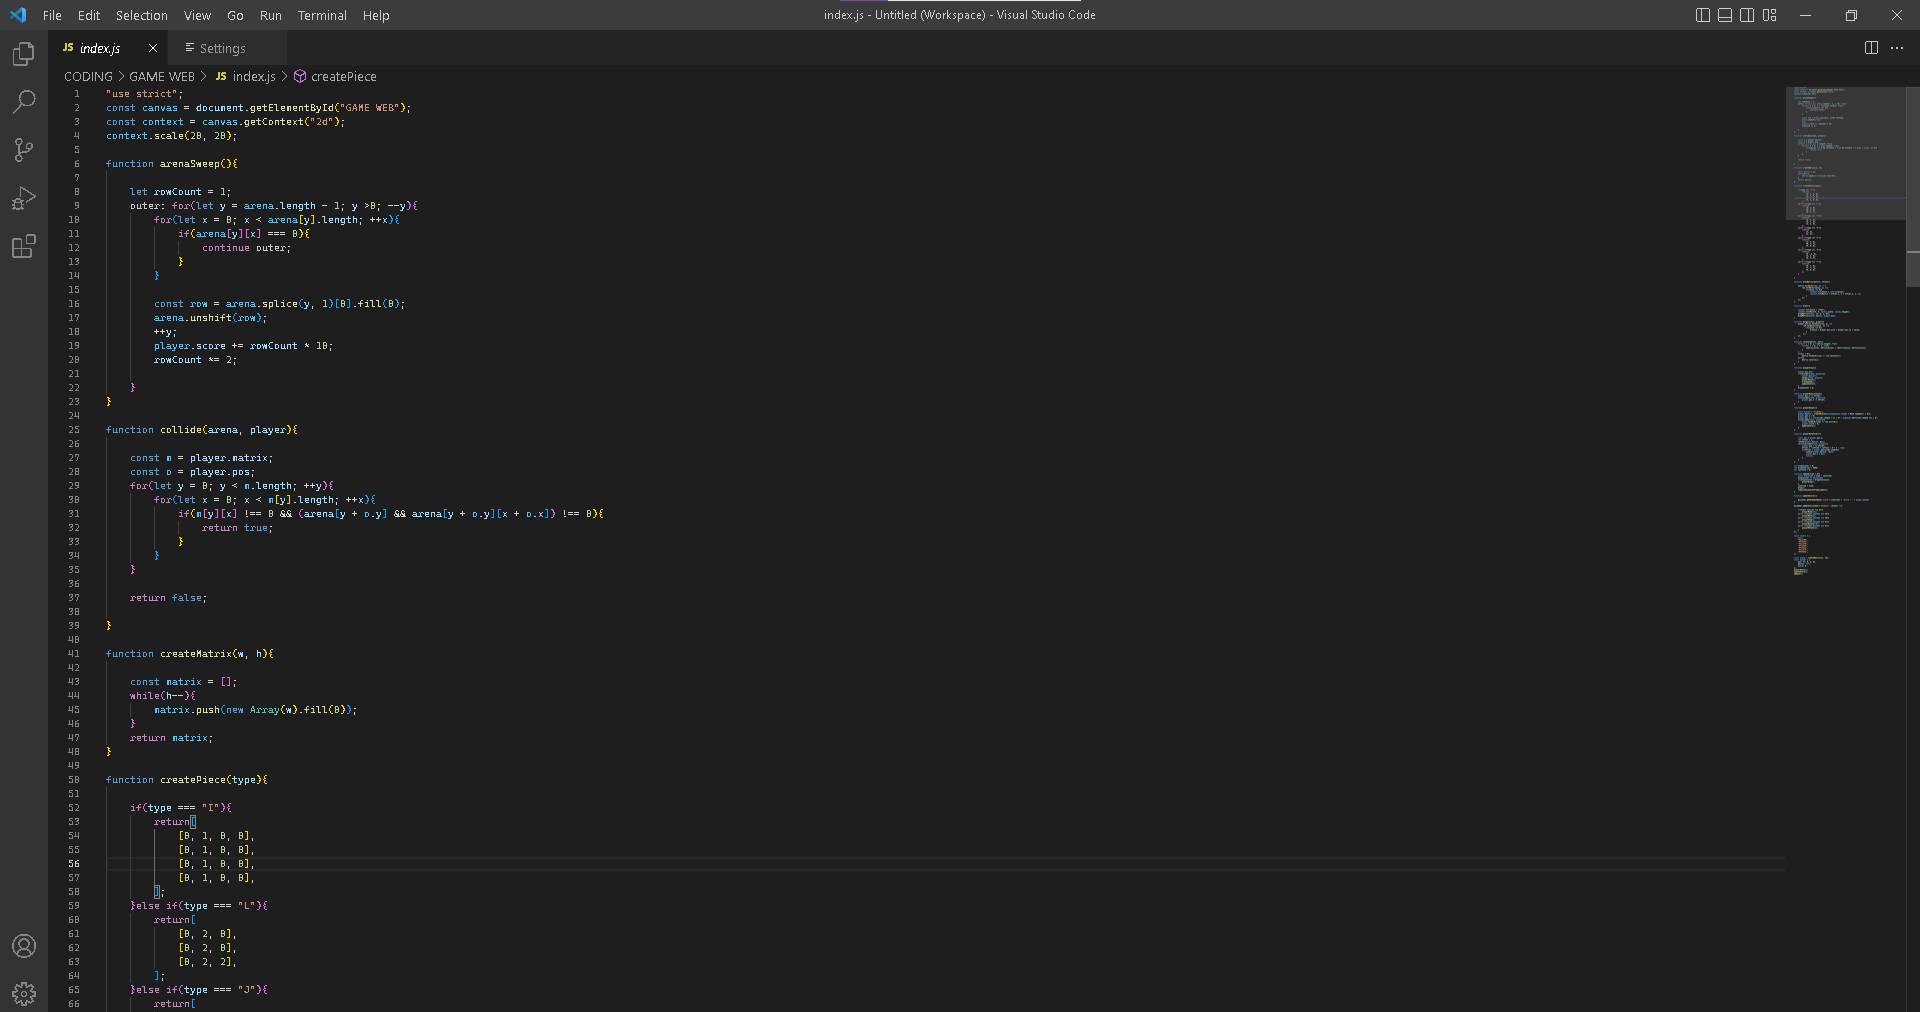 File Edit Selection View Go Run Terminal Help
index.js - Untitled (Workspace) - Visual Studio Code
JS index.js
Settings
CODING > GAME WEB > JS index.js > createPiece
1 "use strict";
2 const canvas = document.getElementById("GAME WEB");
3 const context = canvas.getContext("2d");
4 context.scale(20, 20);
5
6 function arenaSweep(){
7
8 let rowCount = 1;
9 outer: for(let y = arena.length - 1; y >0; --y){
10 for(let x = 0; x < arena[y].length; ++x){
11 if(arena[y][x] === 0){
12 continue outer;
13 }
14 }
15
16 const row = arena.splice(y, 1)[0].fill(0);
17 arena.unshift(row);
18 ++y;
19 player.score += rowCount * 10;
20 rowCount *= 2;
21
22 }
23 }
24
25 function collide(arena, player){
26
27 const m = player.matrix;
28 const o = player.pos;
29 for(let y = 0; y < m.length; ++y){
30 for(let x = 0; x < m[y].length; ++x){
31 if(m[y][x] !== 0 && (arena[y + o.y] && arena[y + o.y][x + o.x]) !== 0){
32 return true;
33 }
34 }
35 }
36
37 return false;
38
39 }
40
41 function createMatrix(w, h){
42
43 const matrix = [];
44 while(h--){
45 matrix.push(new Array(w).fill(0));
46 }
47 return matrix;
48 }
49
50 function createPiece(type){
51
52 if(type === "I"){
53 return[
54 [0, 1, 0, 0],
55 [0, 1, 0, 0],
56 [0, 1, 0, 0],
57 [0, 1, 0, 0],
58 ];
59 }else if(type === "L"){
60 return[
61 [0, 2, 0],
62 [0, 2, 0],
63 [0, 2, 2],
64 ];
65 }else if(type === "J"){
66 return[